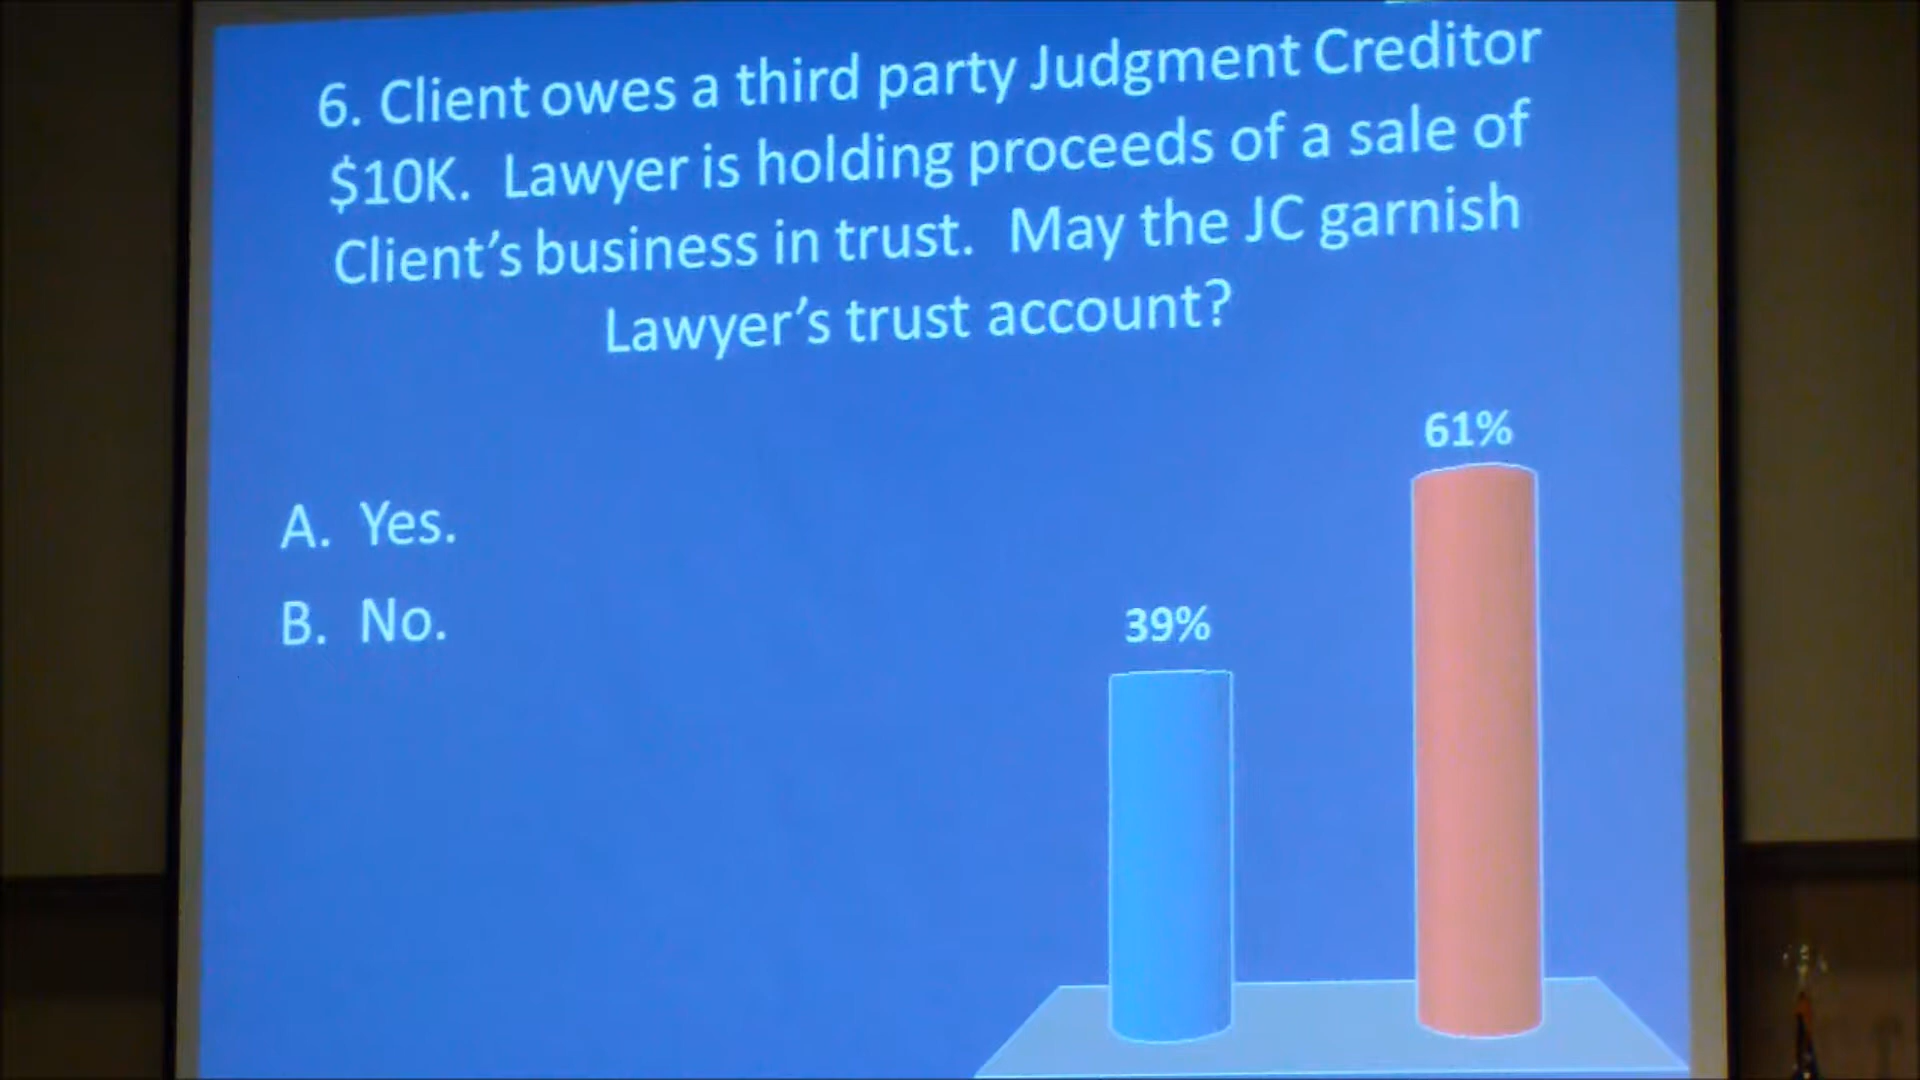 6. Client owes a third party Judgment Creditor
$10K. Lawyer is holding proceeds of a sale of
Client's business in trust. May the JC garnish
Lawyer's trust account?
A. Yes.
B. No.
39%
61%